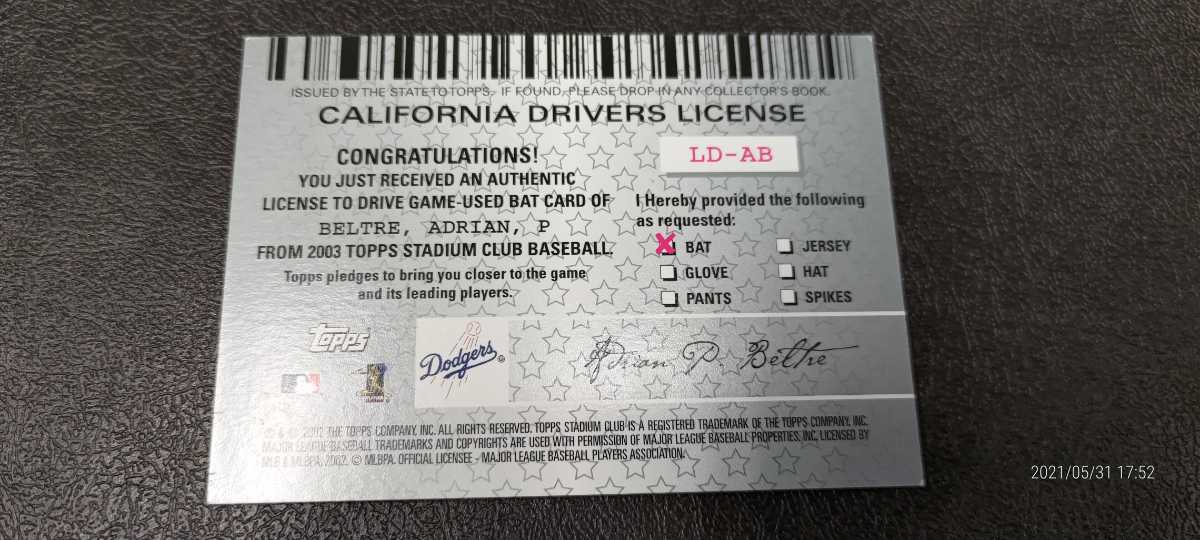 ISSUED BY THE STATE TO TOPPS. IF FOUND, PLEASE DROP IN ANY COLLECTOR'S BOOK.
CALIFORNIA DRIVERS LICENSE
CONGRATULATIONS!
YOU JUST RECEIVED AN AUTHENTIC
LICENSE TO DRIVE GAME-USED BAT CARD OF
BELTRE, ADRIAN, P
FROM 2003 TOPPS STADIUM CLUB BASEBALL.
Topps pledges to bring you closer to the game
and its leading players.
LD-AB
I Hereby provided the following
as requested:
BAT
JERSEY
GLOVE
HAT
PANTS
SPIKES
Topps
Dodgers
Adrian P. Beltre
2002 THE TOPPS COMPANY, INC. ALL RIGHTS RESERVED. TOPPS STADIUM CLUB IS A REGISTERED TRADEMARK OF THE TOPPS COMPANY, INC.
MAJOR LEAGUE BASEBALL TRADEMARKS AND COPYRIGHTS ARE USED WITH PERMISSION OF MAJOR LEAGUE BASEBALL PROPERTIES, INC. LICENSED BY
MLB & MLBPA, 2002. © MLBPA. OFFICIAL LICENSEE - MAJOR LEAGUE BASEBALL PLAYERS ASSOCIATION.
2021/05/31 17:52